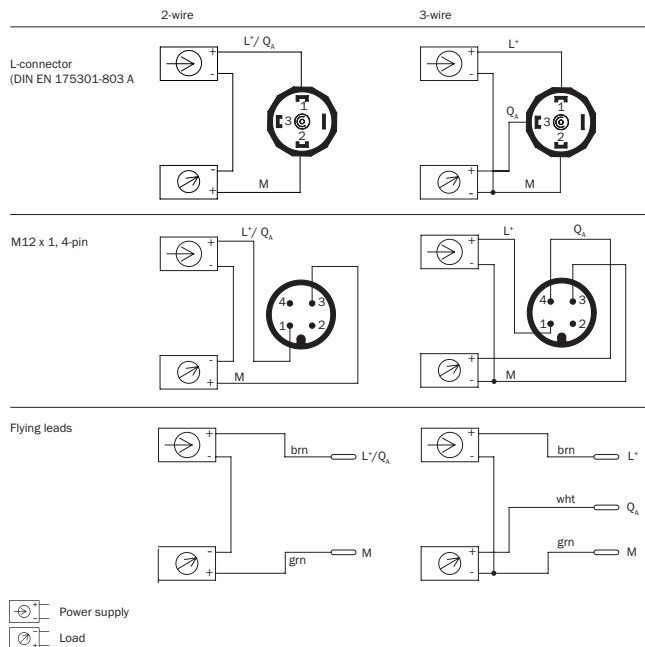 2-wire 3-wire
L-connector
(DIN EN 175301-803 A
L⁺/ Q_A
+
-
1
3
2
-
+
M
L⁺
+
-
Q_A
1
3
2
+
-
M
M12 x 1, 4-pin
L⁺/ Q_A
+
-
4 3
1 2
-
+
M
L⁺ Q_A
+
-
4 3
1 2
+
-
M
Flying leads
+
-
brn L⁺/Q_A
-
+
grn M
+
-
brn L⁺
wht Q_A
+
-
grn M
+
-
Power supply
-
+
Load